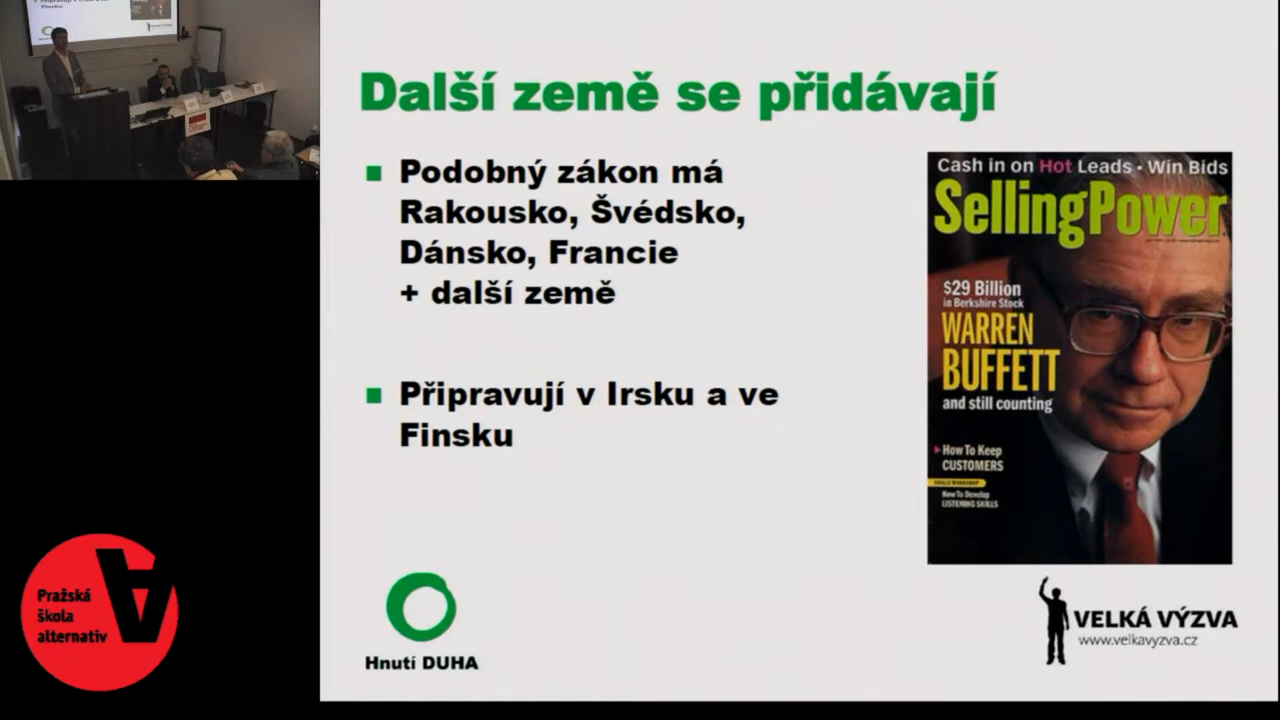 Další země se přidávají
Podobný zákon má
Rakousko, Švédsko,
Dánsko, Francie
+ další země
Připravují v Irsku a ve
Finsku
Cash in on Hot Leads • Win Bids
SellingPower
$29 Billion
in Berkshire Stock
WARREN
BUFFETT
and still counting
How To Keep
CUSTOMERS
SKILLS WORKSHOP
How To Develop
LISTENING SKILLS
Pražská
škola
alternativ
Hnutí DUHA
VELKÁ VÝZVA
www.velkavyzva.cz